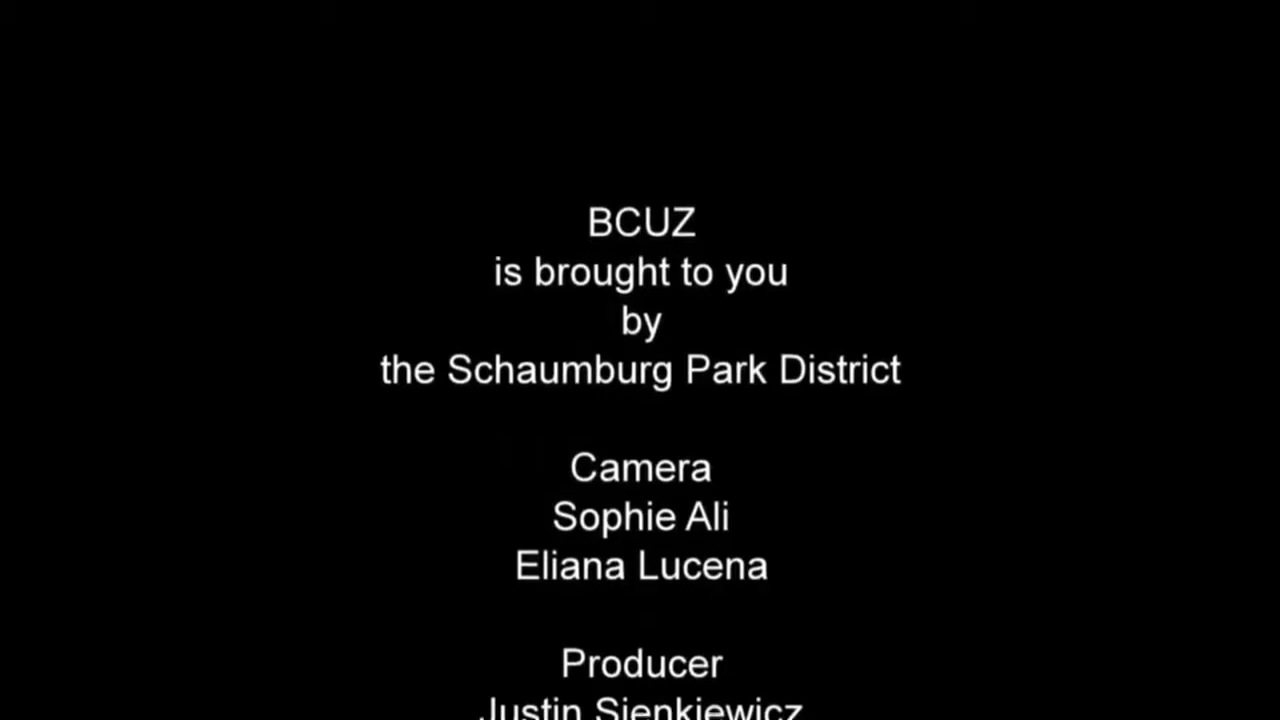 BCUZ
is brought to you
by
the Schaumburg Park District
Camera
Sophie Ali
Eliana Lucena
Producer
Justin Sienkiewicz